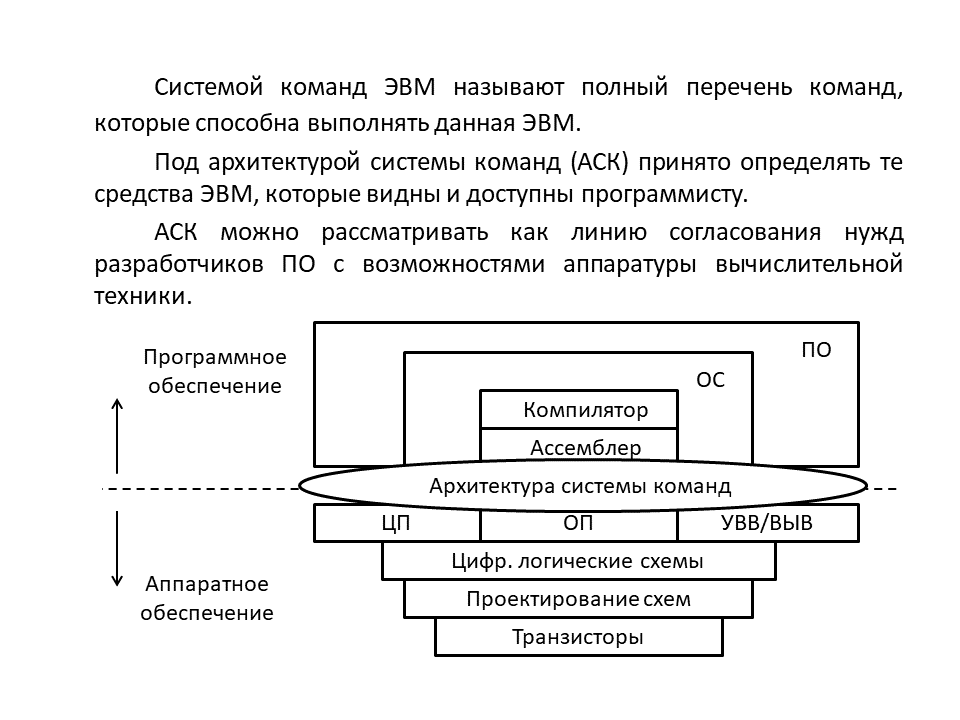 Системой команд ЭВМ называют полный перечень команд,
которые способна выполнять данная ЭВМ.
Под архитектурой системы команд (АСК) принято определять те
средства ЭВМ, которые видны и доступны программисту.
АСК можно рассматривать как линию согласования нужд
разработчиков ПО с возможностями аппаратуры вычислительной
техники.
Программное
обеспечение
ПО
ОС
Компилятор
Ассемблер
Архитектура системы команд
ЦП ОП УВВ/ВЫВ
Цифр. логические схемы
Аппаратное
обеспечение
Проектирование схем
Транзисторы